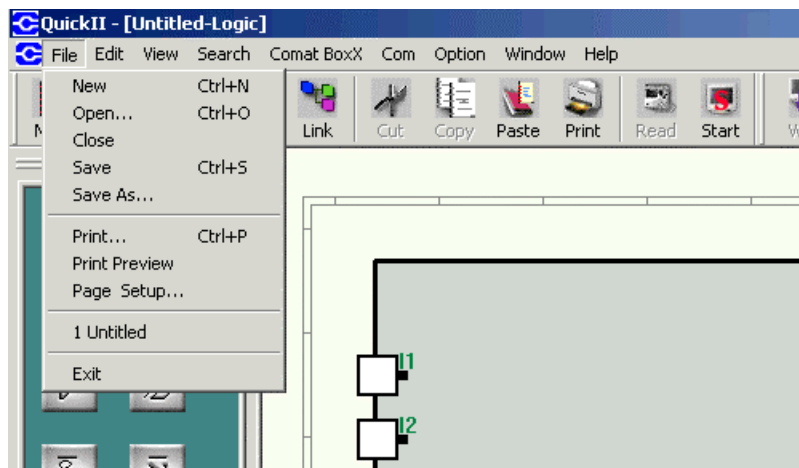 QuickII - [Untitled-Logic]
File Edit View Search Comat BoxX Com Option Window Help
New Ctrl+N
Open... Ctrl+O
Close
Save Ctrl+S
Save As...
Print... Ctrl+P
Print Preview
Page Setup...
1 Untitled
Exit
Link Cut Copy Paste Print Read Start
I1
I2